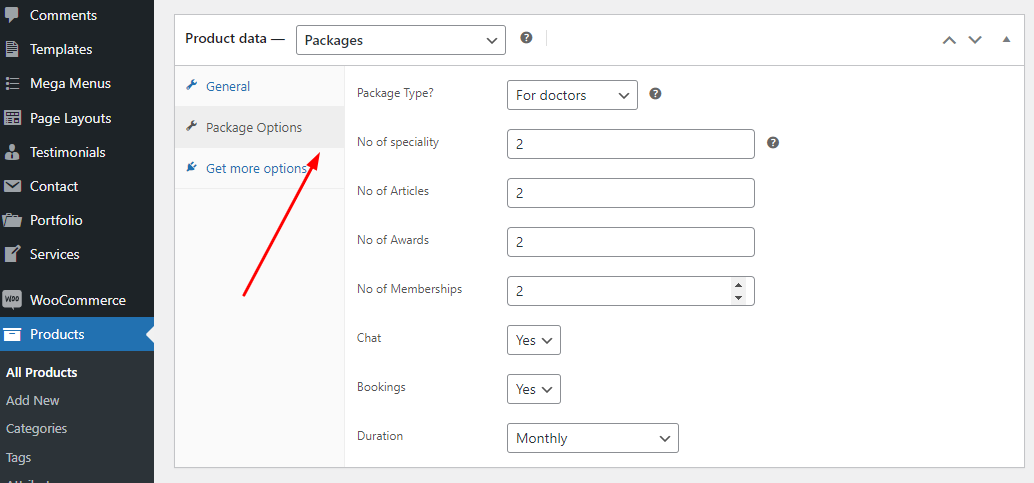 Comments
Templates
Mega Menus
Page Layouts
Testimonials
Contact
Portfolio
Services
WOO WooCommerce
Products
All Products
Add New
Categories
Tags
Product data — Packages
General
Package Options
Get more options
Package Type? For doctors
No of speciality 2
No of Articles 2
No of Awards 2
No of Memberships 2
Chat Yes
Bookings Yes
Duration Monthly